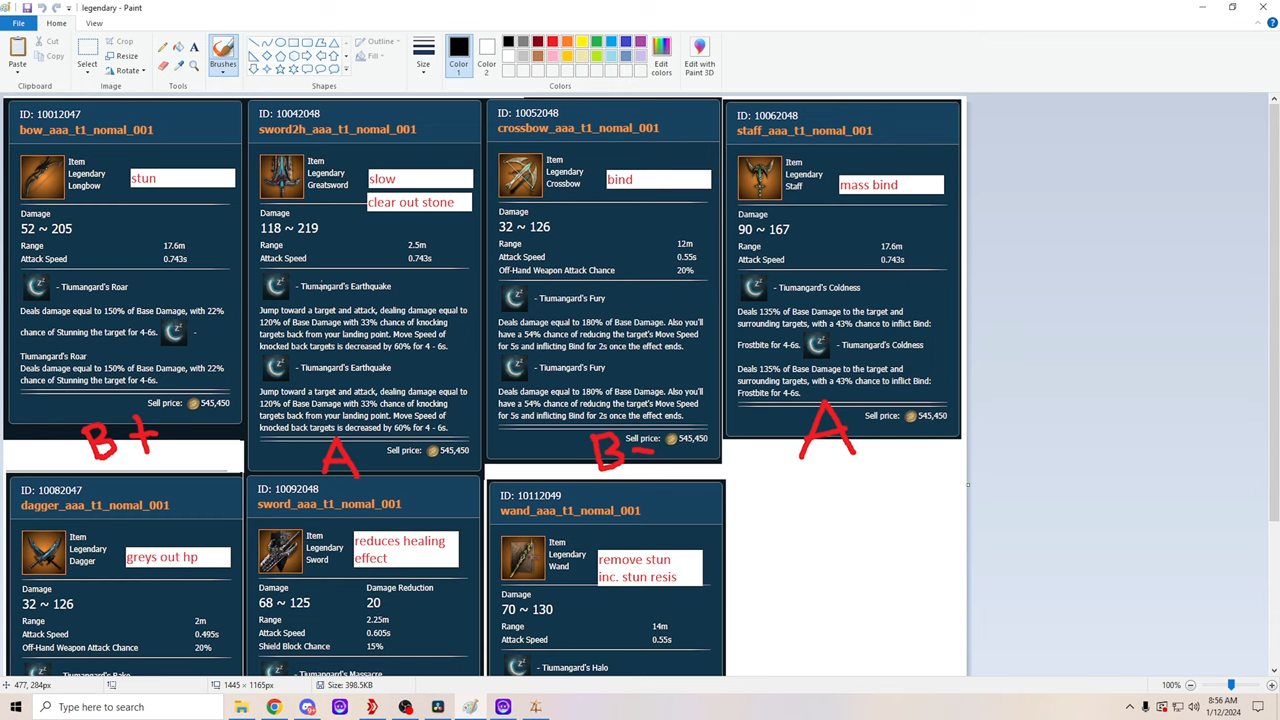 legendary - Paint
File
Home
View
Paste
Cut
Copy
Clipboard
Select
Crop
Resize
Rotate
Image
Tools
Brushes
Shapes
Outline
Fill
Size
Color 1
Color 2
Colors
Edit colors
Edit with Paint 3D
ID: 10012047
bow_aaa_t1_nomal_001
Item
Legendary
Longbow
stun
Damage
52 ~ 205
Range 17.6m
Attack Speed 0.743s
- Tiumangard's Roar
Deals damage equal to 150% of Base Damage, with 22%
chance of Stunning the target for 4-6s. -
Tiumangard's Roar
Deals damage equal to 150% of Base Damage, with 22%
chance of Stunning the target for 4-6s.
Sell price: 545,450
B+
ID: 10042048
sword2h_aaa_t1_nomal_001
Item
Legendary
Greatsword
slow
clear out stone
Damage
118 ~ 219
Range 2.5m
Attack Speed 0.743s
- Tiumangard's Earthquake
Jump toward a target and attack, dealing damage equal to
120% of Base Damage with 33% chance of knocking
targets back from your landing point. Move Speed of
knocked back targets is decreased by 60% for 4 - 6s.
- Tiumangard's Earthquake
Jump toward a target and attack, dealing damage equal to
120% of Base Damage with 33% chance of knocking
targets back from your landing point. Move Speed of
knocked back targets is decreased by 60% for 4 - 6s.
Sell price: 545,450
A
ID: 10052048
crossbow_aaa_t1_nomal_001
Item
Legendary
Crossbow
bind
Damage
32 ~ 126
Range 12m
Attack Speed 0.55s
Off-Hand Weapon Attack Chance 20%
- Tiumangard's Fury
Deals damage equal to 180% of Base Damage. Also you'll
have a 54% chance of reducing the target's Move Speed
for 5s and inflicting Bind for 2s once the effect ends.
- Tiumangard's Fury
Deals damage equal to 180% of Base Damage. Also you'll
have a 54% chance of reducing the target's Move Speed
for 5s and inflicting Bind for 2s once the effect ends.
Sell price: 545,450
B-
ID: 10062048
staff_aaa_t1_nomal_001
Item
Legendary
Staff
mass bind
Damage
90 ~ 167
Range 17.6m
Attack Speed 0.743s
- Tiumangard's Coldness
Deals 135% of Base Damage to the target and
surrounding targets, with a 43% chance to inflict Bind:
Frostbite for 4-6s. - Tiumangard's Coldness
Deals 135% of Base Damage to the target and
surrounding targets, with a 43% chance to inflict Bind:
Frostbite for 4-6s.
Sell price: 545,450
A
ID: 10082047
dagger_aaa_t1_nomal_001
Item
Legendary
Dagger
greys out hp
Damage
32 ~ 126
Range 2m
Attack Speed 0.495s
Off-Hand Weapon Attack Chance 20%
ID: 10092048
sword_aaa_t1_nomal_001
Item
Legendary
Sword
reduces healing
effect
Damage Damage Reduction
68 ~ 125 20
Range 2.25m
Attack Speed 0.605s
Shield Block Chance 15%
- Tiumangard's Massacre
ID: 10112049
wand_aaa_t1_nomal_001
Item
Legendary
Wand
remove stun
inc. stun resis
Damage
70 ~ 130
Range 14m
Attack Speed 0.55s
- Tiumangard's Halo
477, 284px
1445 × 1165px
Size: 398.5KB
100%
Type here to search
8:56 AM
1/12/2024